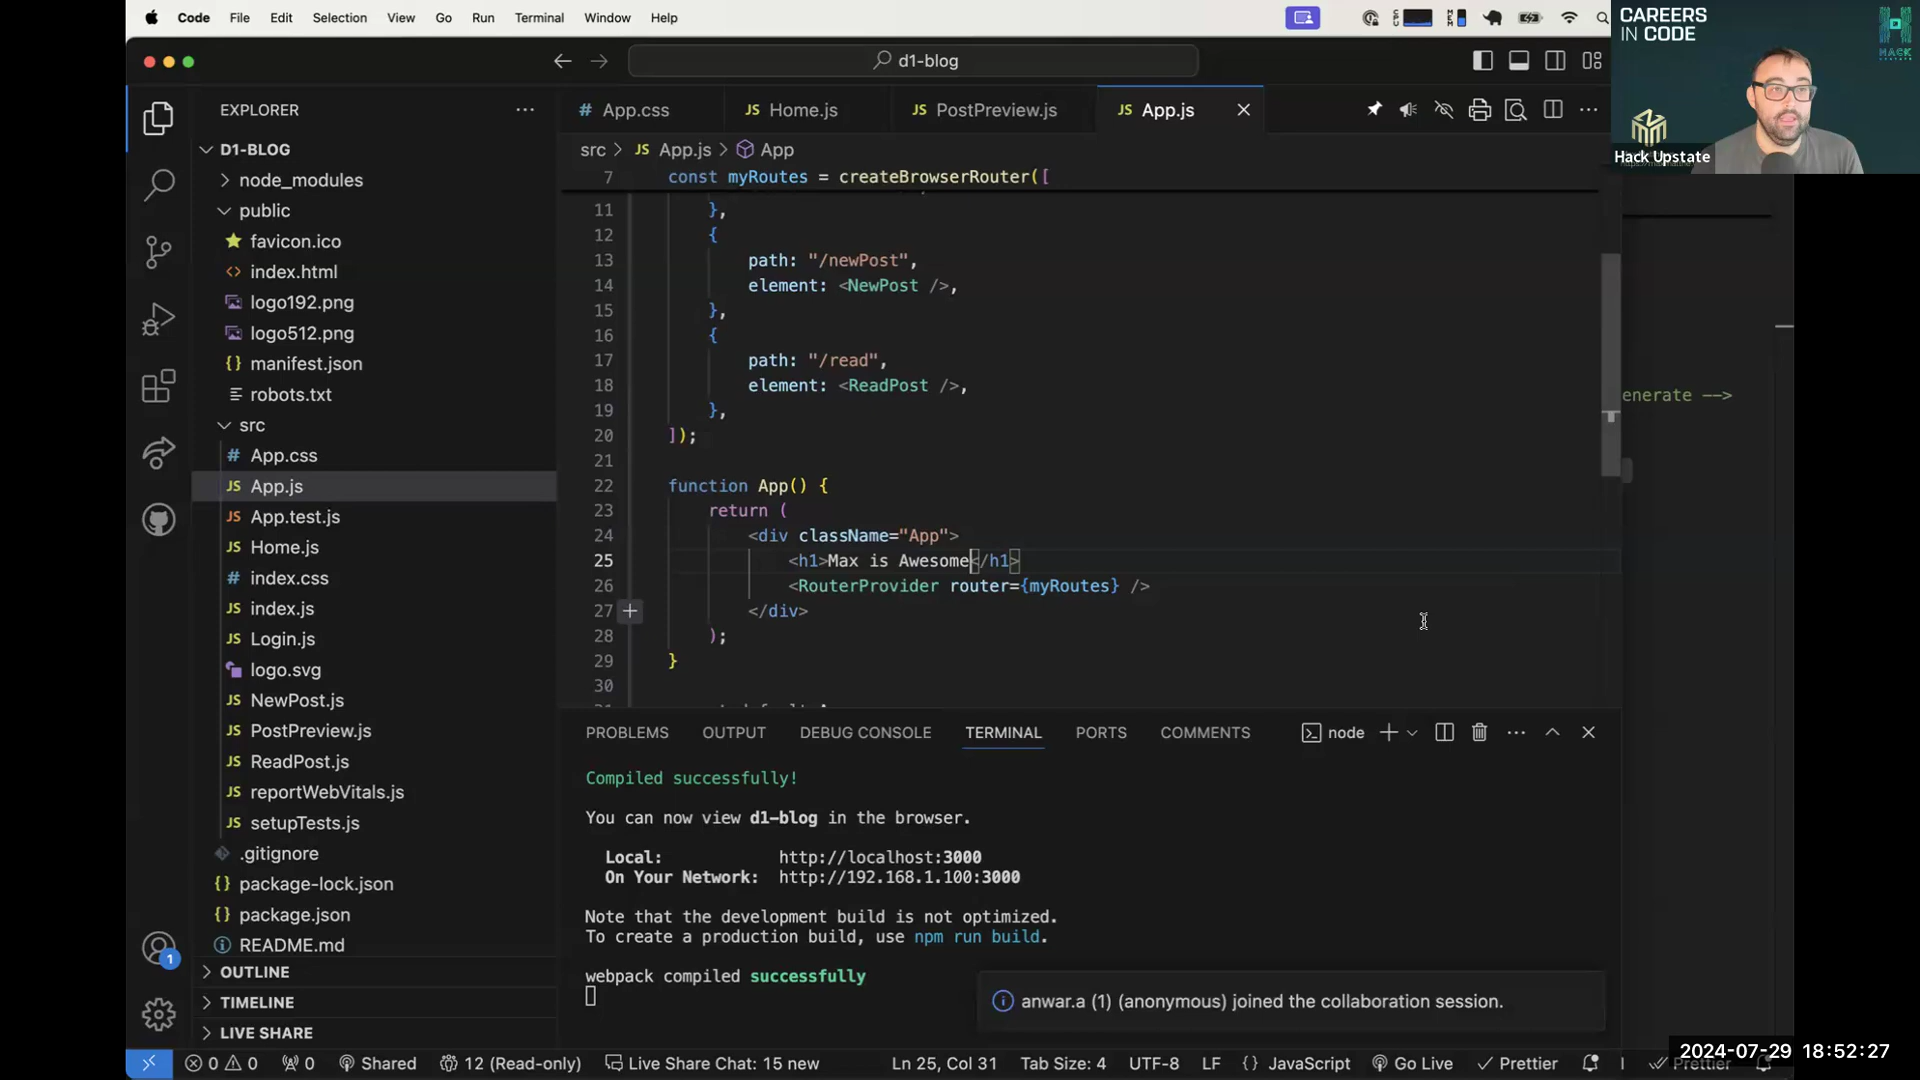 Code File Edit Selection View Go Run Terminal Window Help
CAREERS
IN CODE
HACK
UPSTATE
Hack Upstate
d1-blog
EXPLORER
D1-BLOG
node_modules
public
favicon.ico
index.html
logo192.png
logo512.png
manifest.json
robots.txt
src
App.css
App.js
App.test.js
Home.js
index.css
index.js
Login.js
logo.svg
NewPost.js
PostPreview.js
ReadPost.js
reportWebVitals.js
setupTests.js
.gitignore
package-lock.json
package.json
README.md
OUTLINE
TIMELINE
LIVE SHARE
# App.css JS Home.js JS PostPreview.js JS App.js
src > JS App.js > App
7 const myRoutes = createBrowserRouter([
11 },
12 {
13 path: "/newPost",
14 element: <NewPost />,
15 },
16 {
17 path: "/read",
18 element: <ReadPost />,
19 },
20 ]);
21
22 function App() {
23 return (
24 <div className="App">
25 <h1>Max is Awesome</h1>
26 <RouterProvider router={myRoutes} />
27 </div>
28 );
29 }
30
enerate -->
PROBLEMS OUTPUT DEBUG CONSOLE TERMINAL PORTS COMMENTS node
Compiled successfully!
You can now view d1-blog in the browser.
Local: http://localhost:3000
On Your Network: http://192.168.1.100:3000
Note that the development build is not optimized.
To create a production build, use npm run build.
webpack compiled successfully
anwar.a (1) (anonymous) joined the collaboration session.
1
0 0 0 Shared 12 (Read-only) Live Share Chat: 15 new Ln 25, Col 31 Tab Size: 4 UTF-8 LF {} JavaScript Go Live Prettier Prettier
2024-07-29 18:52:27